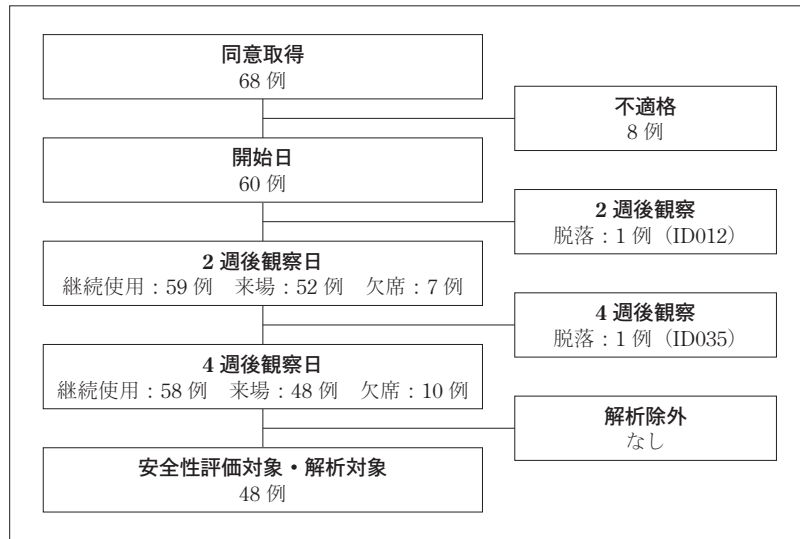 同意取得
68 例
不適格
8 例
開始日
60 例
2 週後観察
脱落：1 例（ID012）
2 週後観察日
継続使用：59 例　来場：52 例　欠席：7 例
4 週後観察
脱落：1 例（ID035）
4 週後観察日
継続使用：58 例　来場：48 例　欠席：10 例
解析除外
なし
安全性評価対象・解析対象
48 例